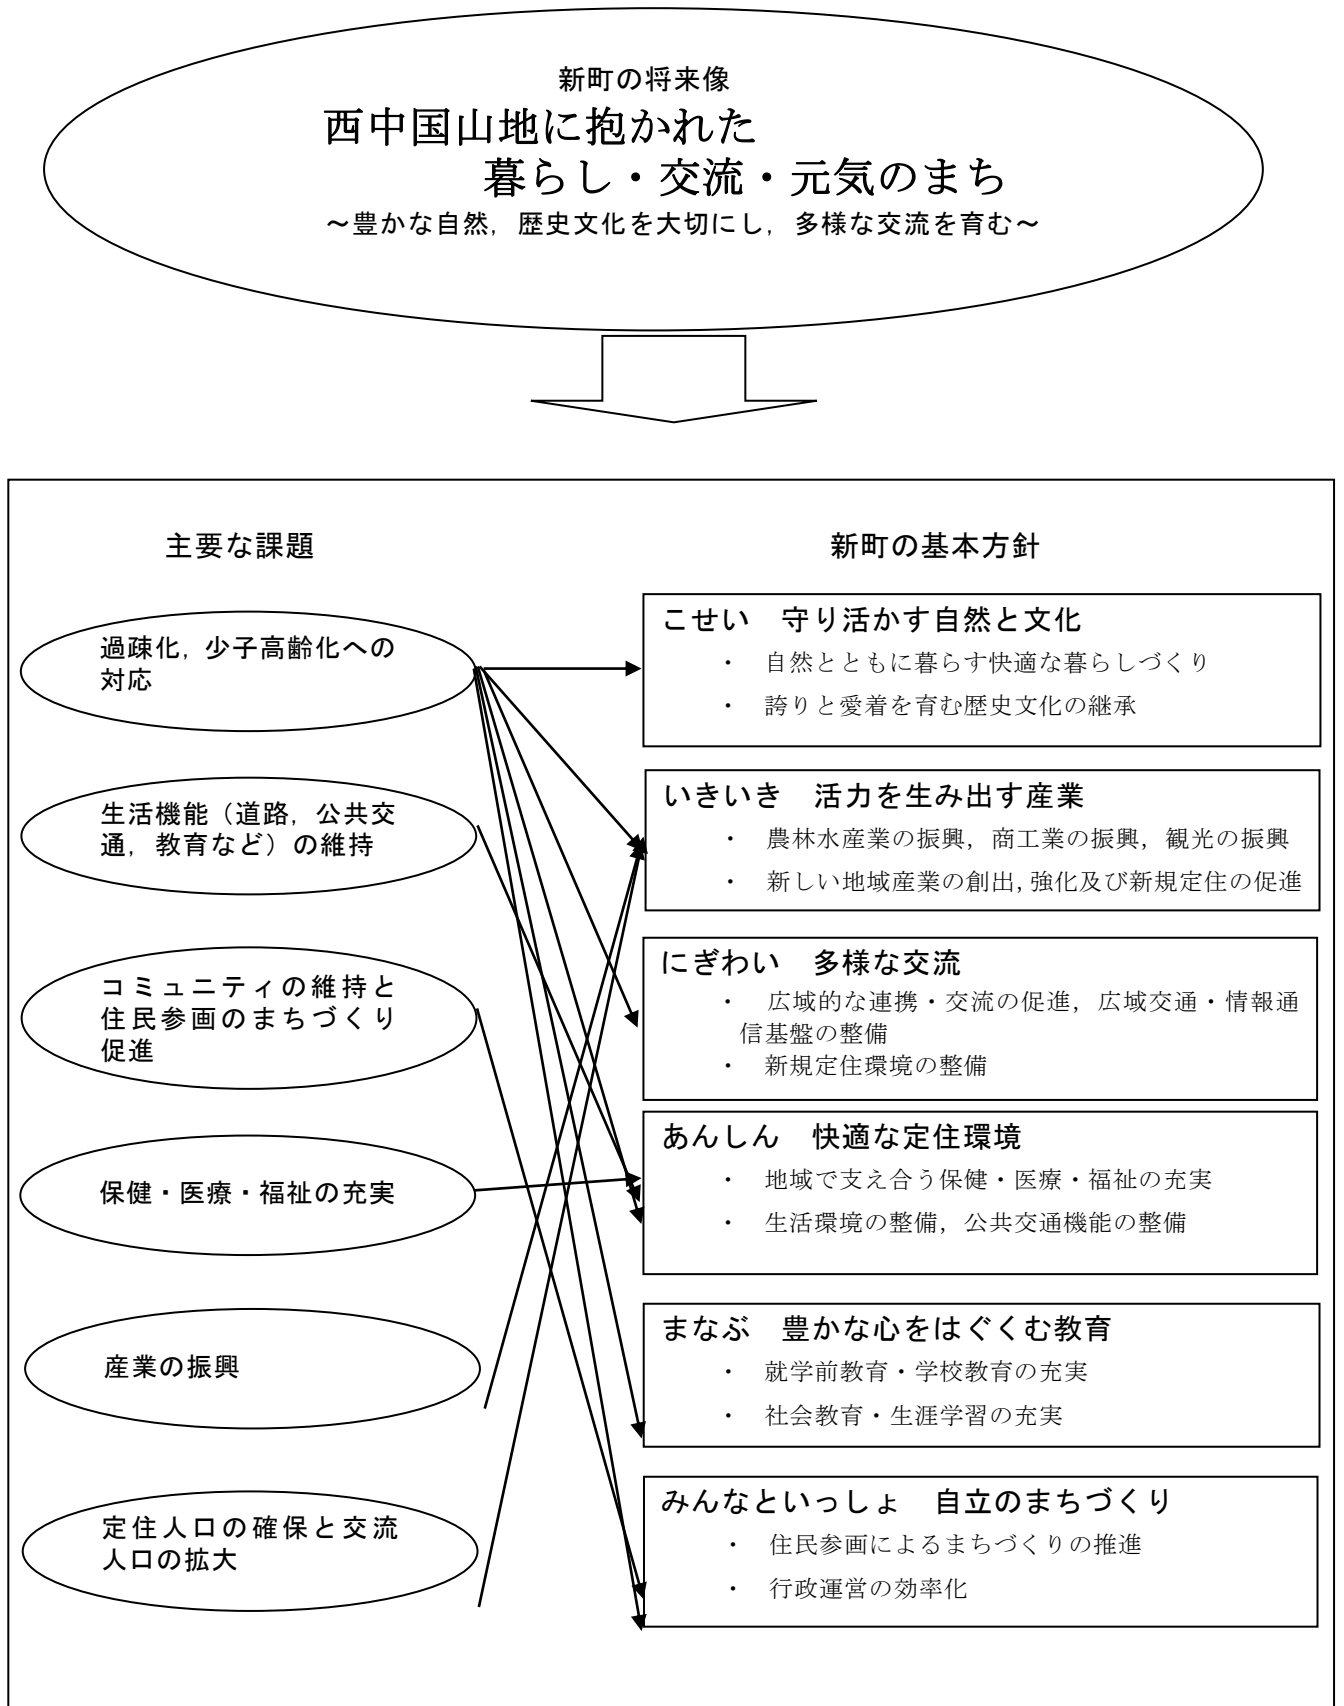 新町の将来像
西中国山地に抱かれた
暮らし・交流・元気のまち
～豊かな自然，歴史文化を大切にし，多様な交流を育む～
主要な課題
新町の基本方針
過疎化，少子高齢化への
対応
生活機能（道路，公共交
通，教育など）の維持
コミュニティの維持と
住民参画のまちづくり
促進
保健・医療・福祉の充実
産業の振興
定住人口の確保と交流
人口の拡大
こせい　守り活かす自然と文化
・　自然とともに暮らす快適な暮らしづくり
・　誇りと愛着を育む歴史文化の継承
いきいき　活力を生み出す産業
・　農林水産業の振興，商工業の振興，観光の振興
・　新しい地域産業の創出,強化及び新規定住の促進
にぎわい　多様な交流
・　広域的な連携・交流の促進，広域交通・情報通
信基盤の整備
・　新規定住環境の整備
あんしん　快適な定住環境
・　地域で支え合う保健・医療・福祉の充実
・　生活環境の整備，公共交通機能の整備
まなぶ　豊かな心をはぐくむ教育
・　就学前教育・学校教育の充実
・　社会教育・生涯学習の充実
みんなといっしょ　自立のまちづくり
・　住民参画によるまちづくりの推進
・　行政運営の効率化